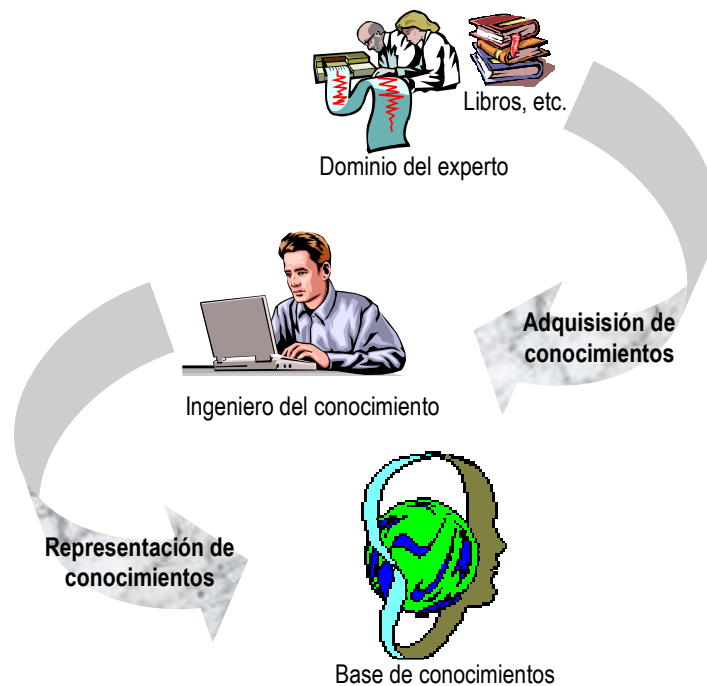 Libros, etc.
Dominio del experto
Adquisisión de
conocimientos
Ingeniero del conocimiento
Representación de
conocimientos
Base de conocimientos